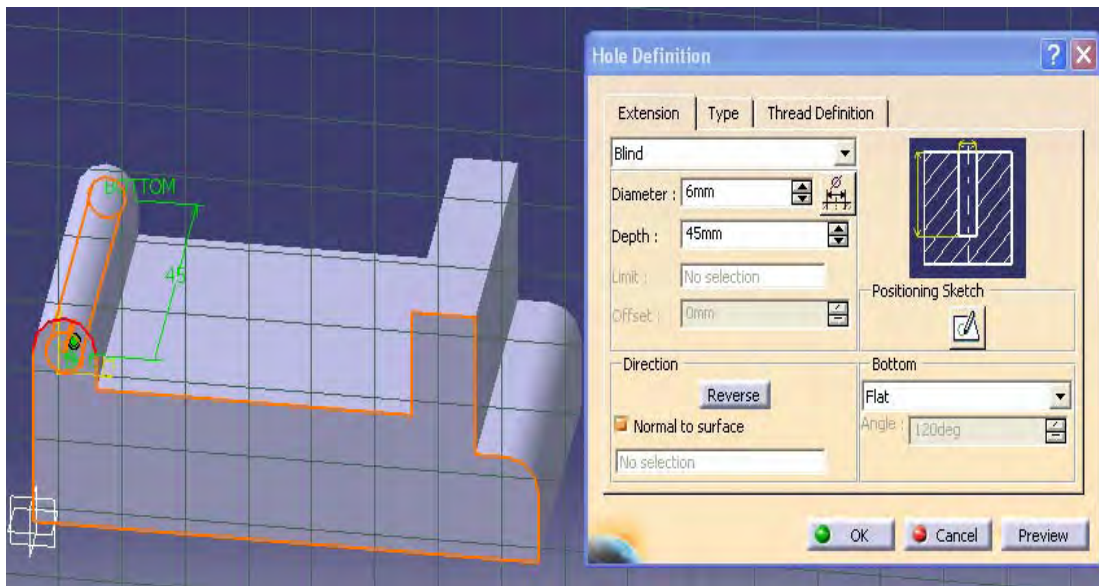 Hole Definition
Extension Type Thread Definition
Blind
Diameter : 6mm
Depth : 45mm
Limit : No selection
Offset : 0mm
Positioning Sketch
Direction
Reverse
Normal to surface
No selection
Bottom
Flat
Angle : 120deg
OK Cancel Preview
BOTTOM
45